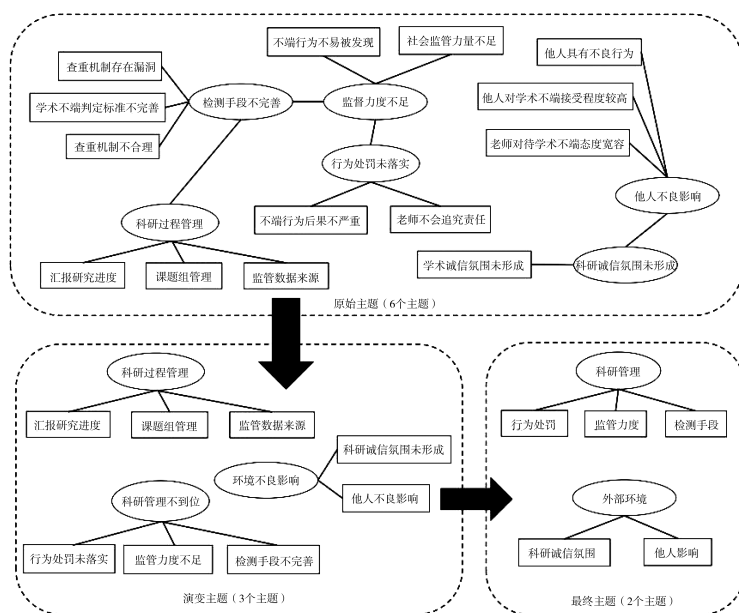 不端行为不易被发现
社会监管力量不足
查重机制存在漏洞
他人具有不良行为
学术不端判定标准不完善
检测手段不完善
监督力度不足
他人对学术不端接受程度较高
查重机制不合理
老师对待学术不端态度宽容
行为处罚未落实
他人不良影响
科研过程管理
不端行为后果不严重
老师不会追究责任
汇报研究进度
课题组管理
监管数据来源
学术诚信氛围未形成
科研诚信氛围未形成
原始主题（6个主题）
科研过程管理
汇报研究进度
课题组管理
监管数据来源
科研诚信氛围未形成
环境不良影响
他人不良影响
科研管理不到位
行为处罚未落实
监管力度不足
检测手段不完善
演变主题（3个主题）
科研管理
行为处罚
监管力度
检测手段
外部环境
科研诚信氛围
他人影响
最终主题（2个主题）